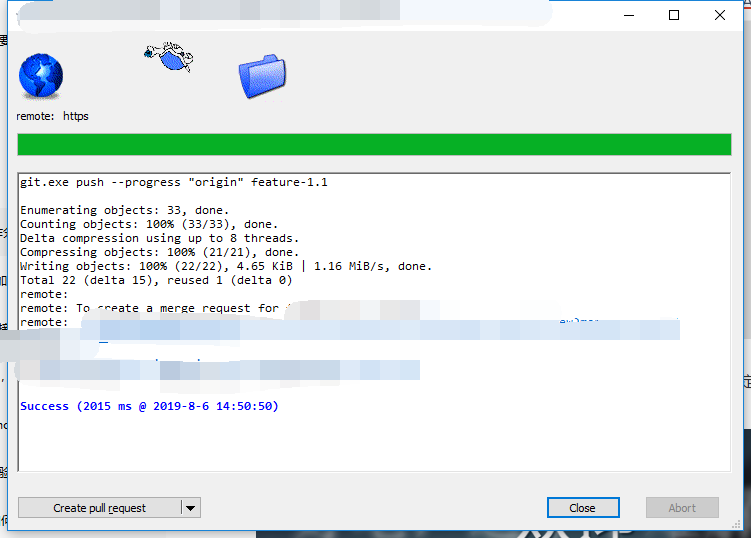 remote: https
git.exe push --progress "origin" feature-1.1
Enumerating objects: 33, done.
Counting objects: 100% (33/33), done.
Delta compression using up to 8 threads.
Compressing objects: 100% (21/21), done.
Writing objects: 100% (22/22), 4.65 KiB | 1.16 MiB/s, done.
Total 22 (delta 15), reused 1 (delta 0)
remote:
remote: To create a merge request for
remote:
Success (2015 ms @ 2019-8-6 14:50:50)
Create pull request
Close
Abort